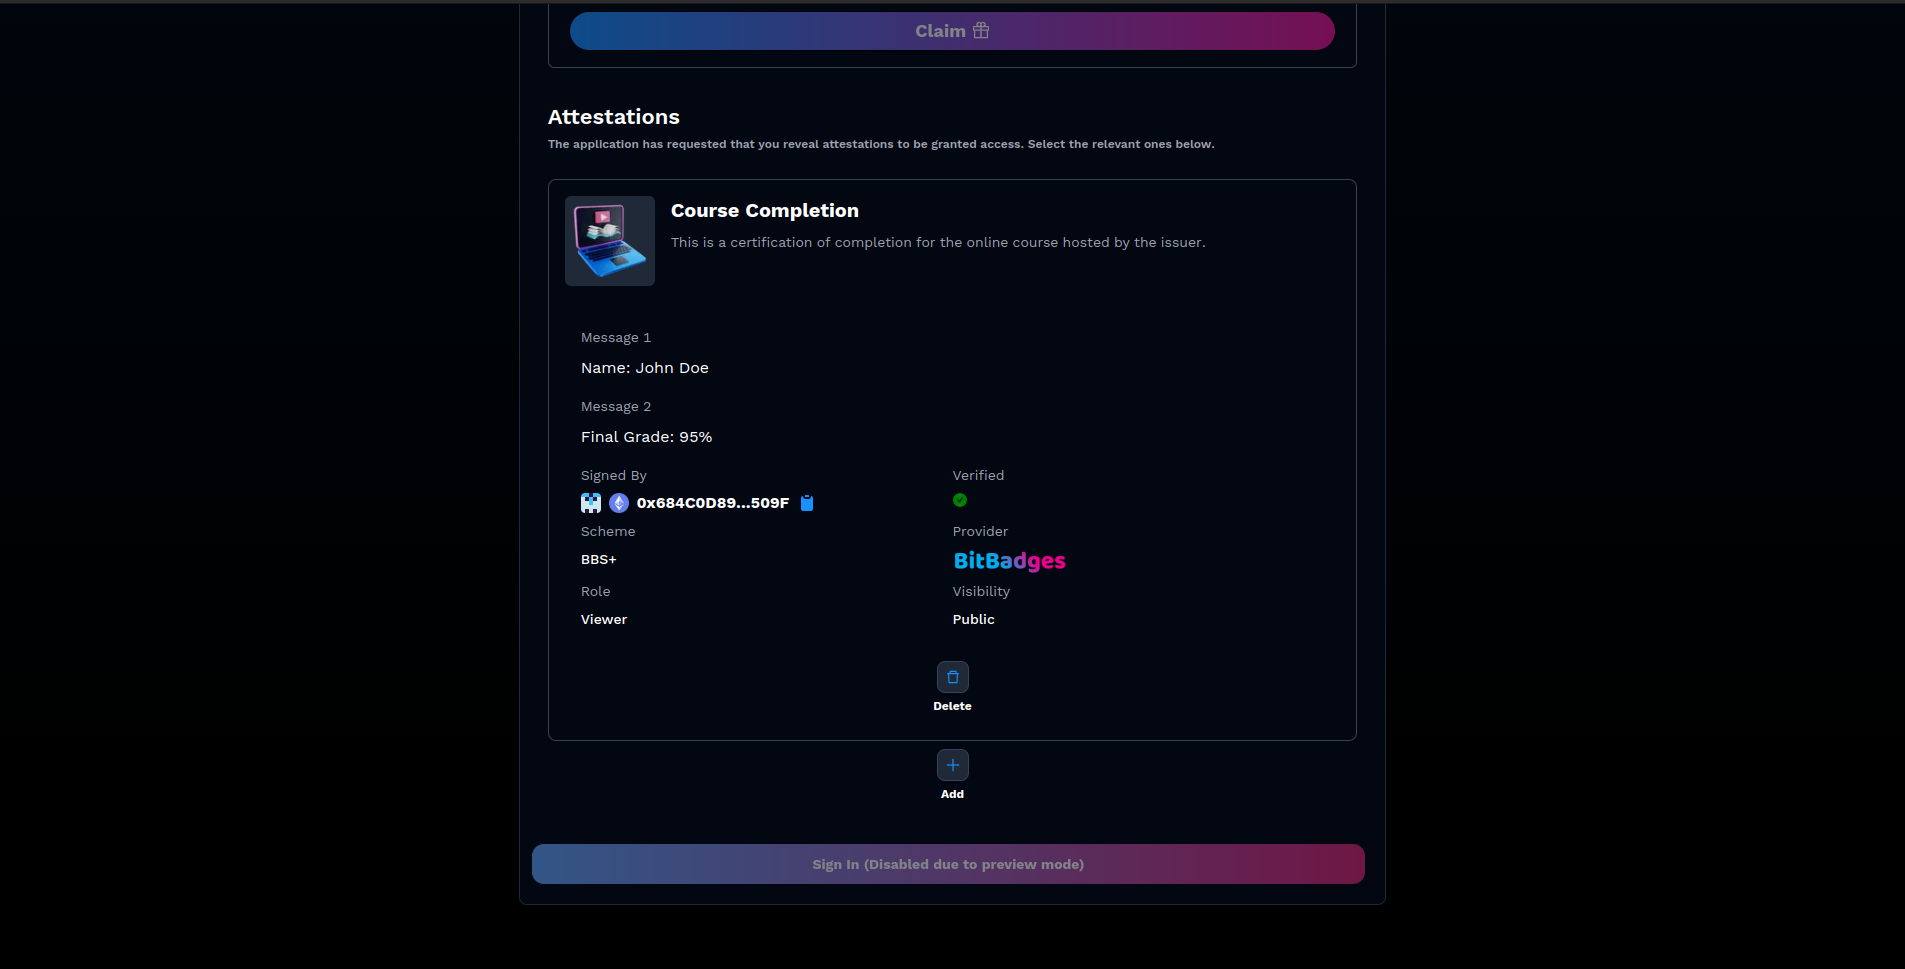 Claim
Attestations
The application has requested that you reveal attestations to be granted access. Select the relevant ones below.
Course Completion
This is a certification of completion for the online course hosted by the issuer.
Message 1
Name: John Doe
Message 2
Final Grade: 95%
Signed By
Verified
0x684C0D89...509F
Scheme
Provider
BBS+
BitBadges
Role
Visibility
Viewer
Public
Delete
Add
Sign In (Disabled due to preview mode)